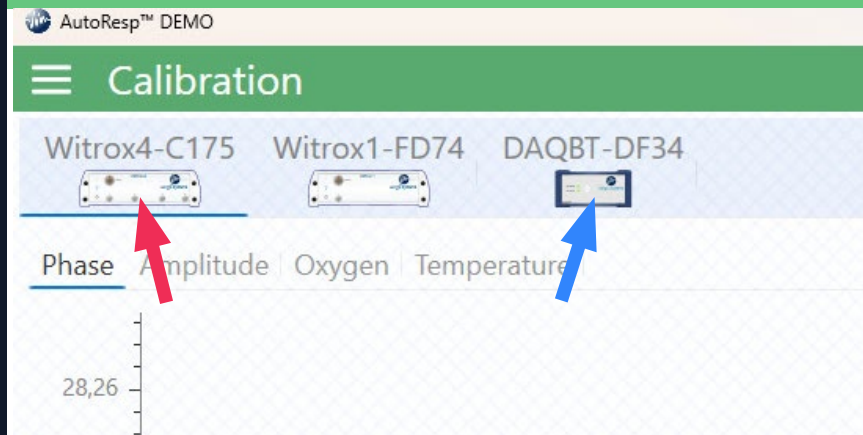 AutoResp™ DEMO
Calibration
Witrox4-C175 Witrox1-FD74 DAQBT-DF34
Phase Amplitude Oxygen Temperature
28,26